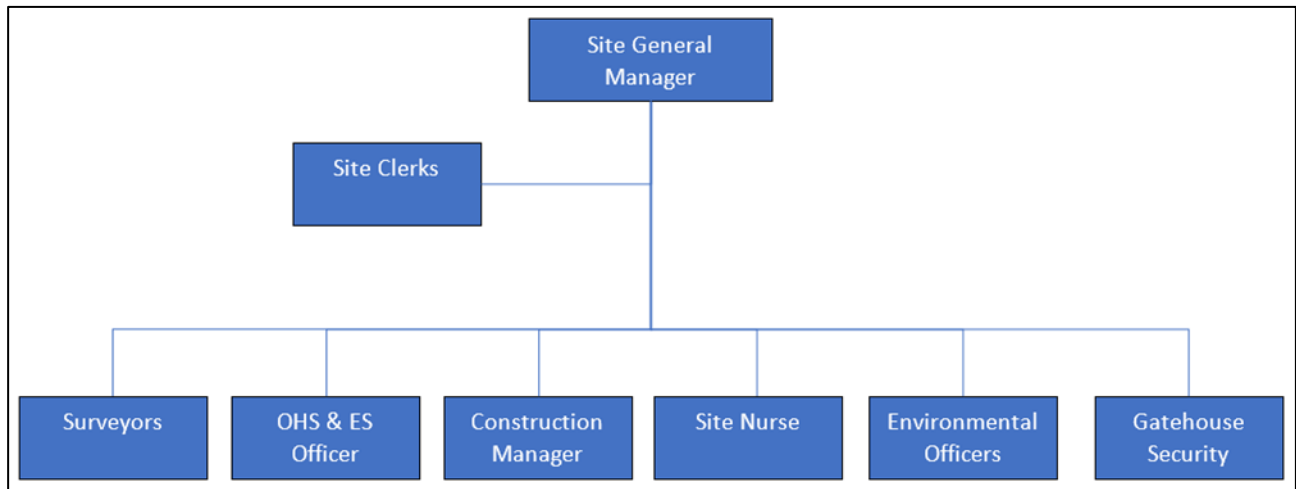 Site General
Manager
Site Clerks
Surveyors
OHS & ES
Officer
Construction
Manager
Site Nurse
Environmental
Officers
Gatehouse
Security